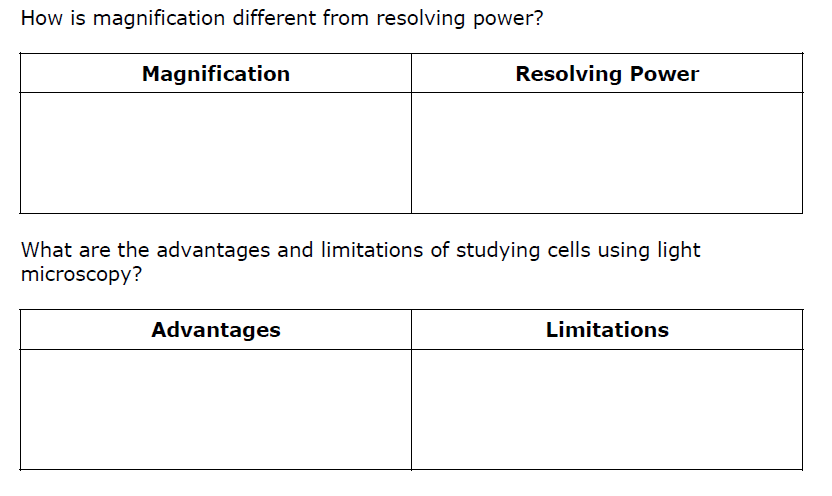 How is magnification different from resolving power?
Magnification
Resolving Power
What are the advantages and limitations of studying cells using light
microscopy?
Advantages
Limitations